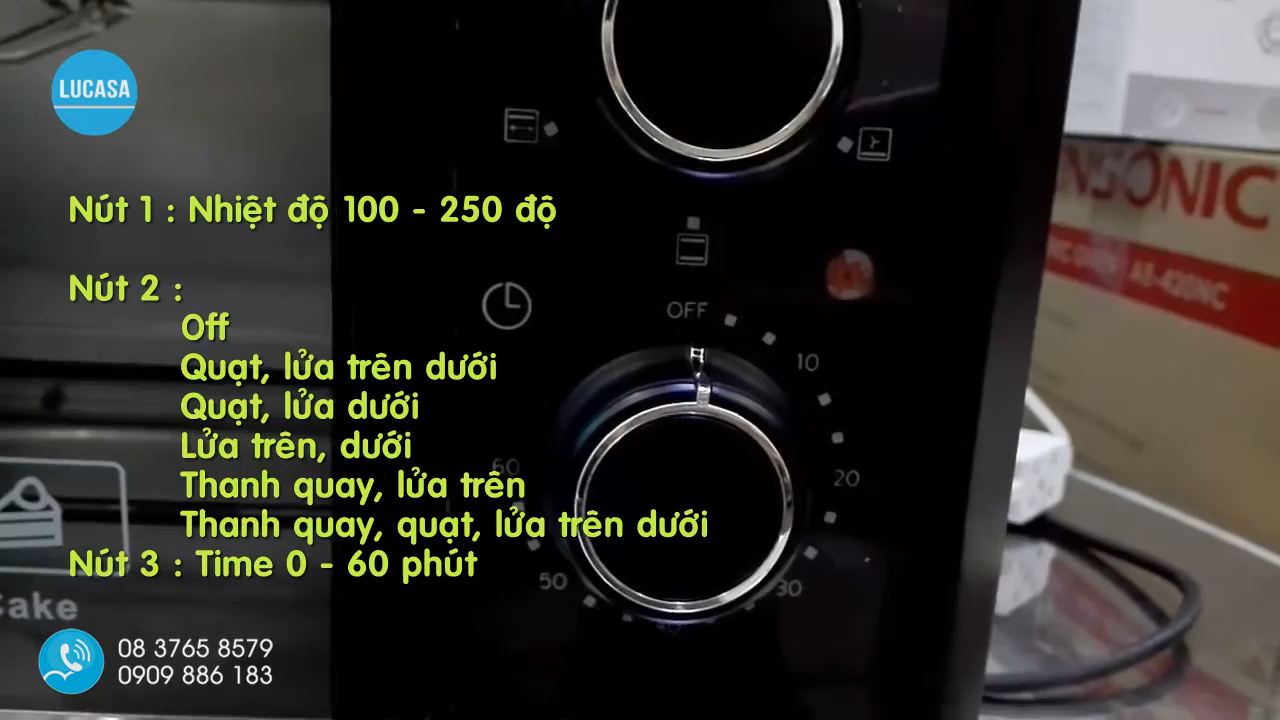 LUCASA
NSONIC
AS-420NC
Nút 1 : Nhiệt độ 100 - 250 độ
Nút 2 :
Off
Quạt, lửa trên dưới
Quạt, lửa dưới
Lửa trên, dưới
Thanh quay, lửa trên
Thanh quay, quạt, lửa trên dưới
Nút 3 : Time 0 - 60 phút
OFF
10
20
30
50
60
Cake
08 3765 8579
0909 886 183